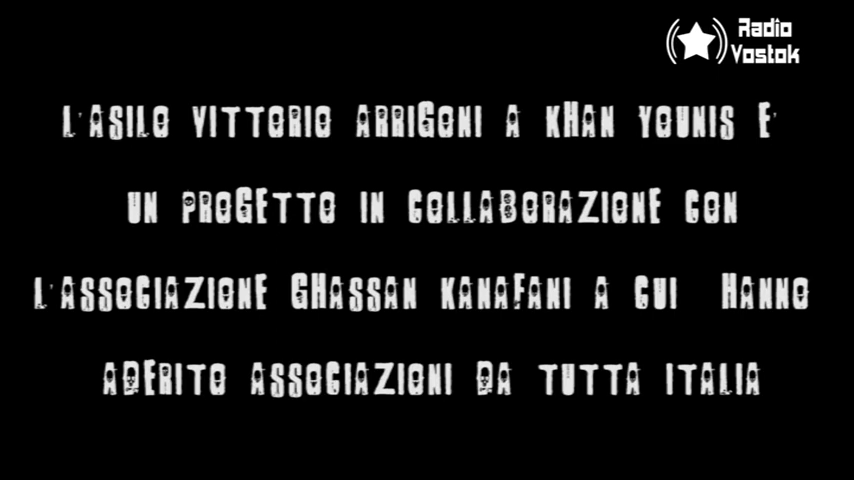 Radio
Vostok
L'ASILO VITTORIO ARRIGONI A KHAN YOUNIS E'
UN PROGETTO IN COLLABORAZIONE CON
L'ASSOCIAZIONE GHASSAN KANAFANI A CUI HANNO
ADERITO ASSOCIAZIONI DA TUTTA ITALIA